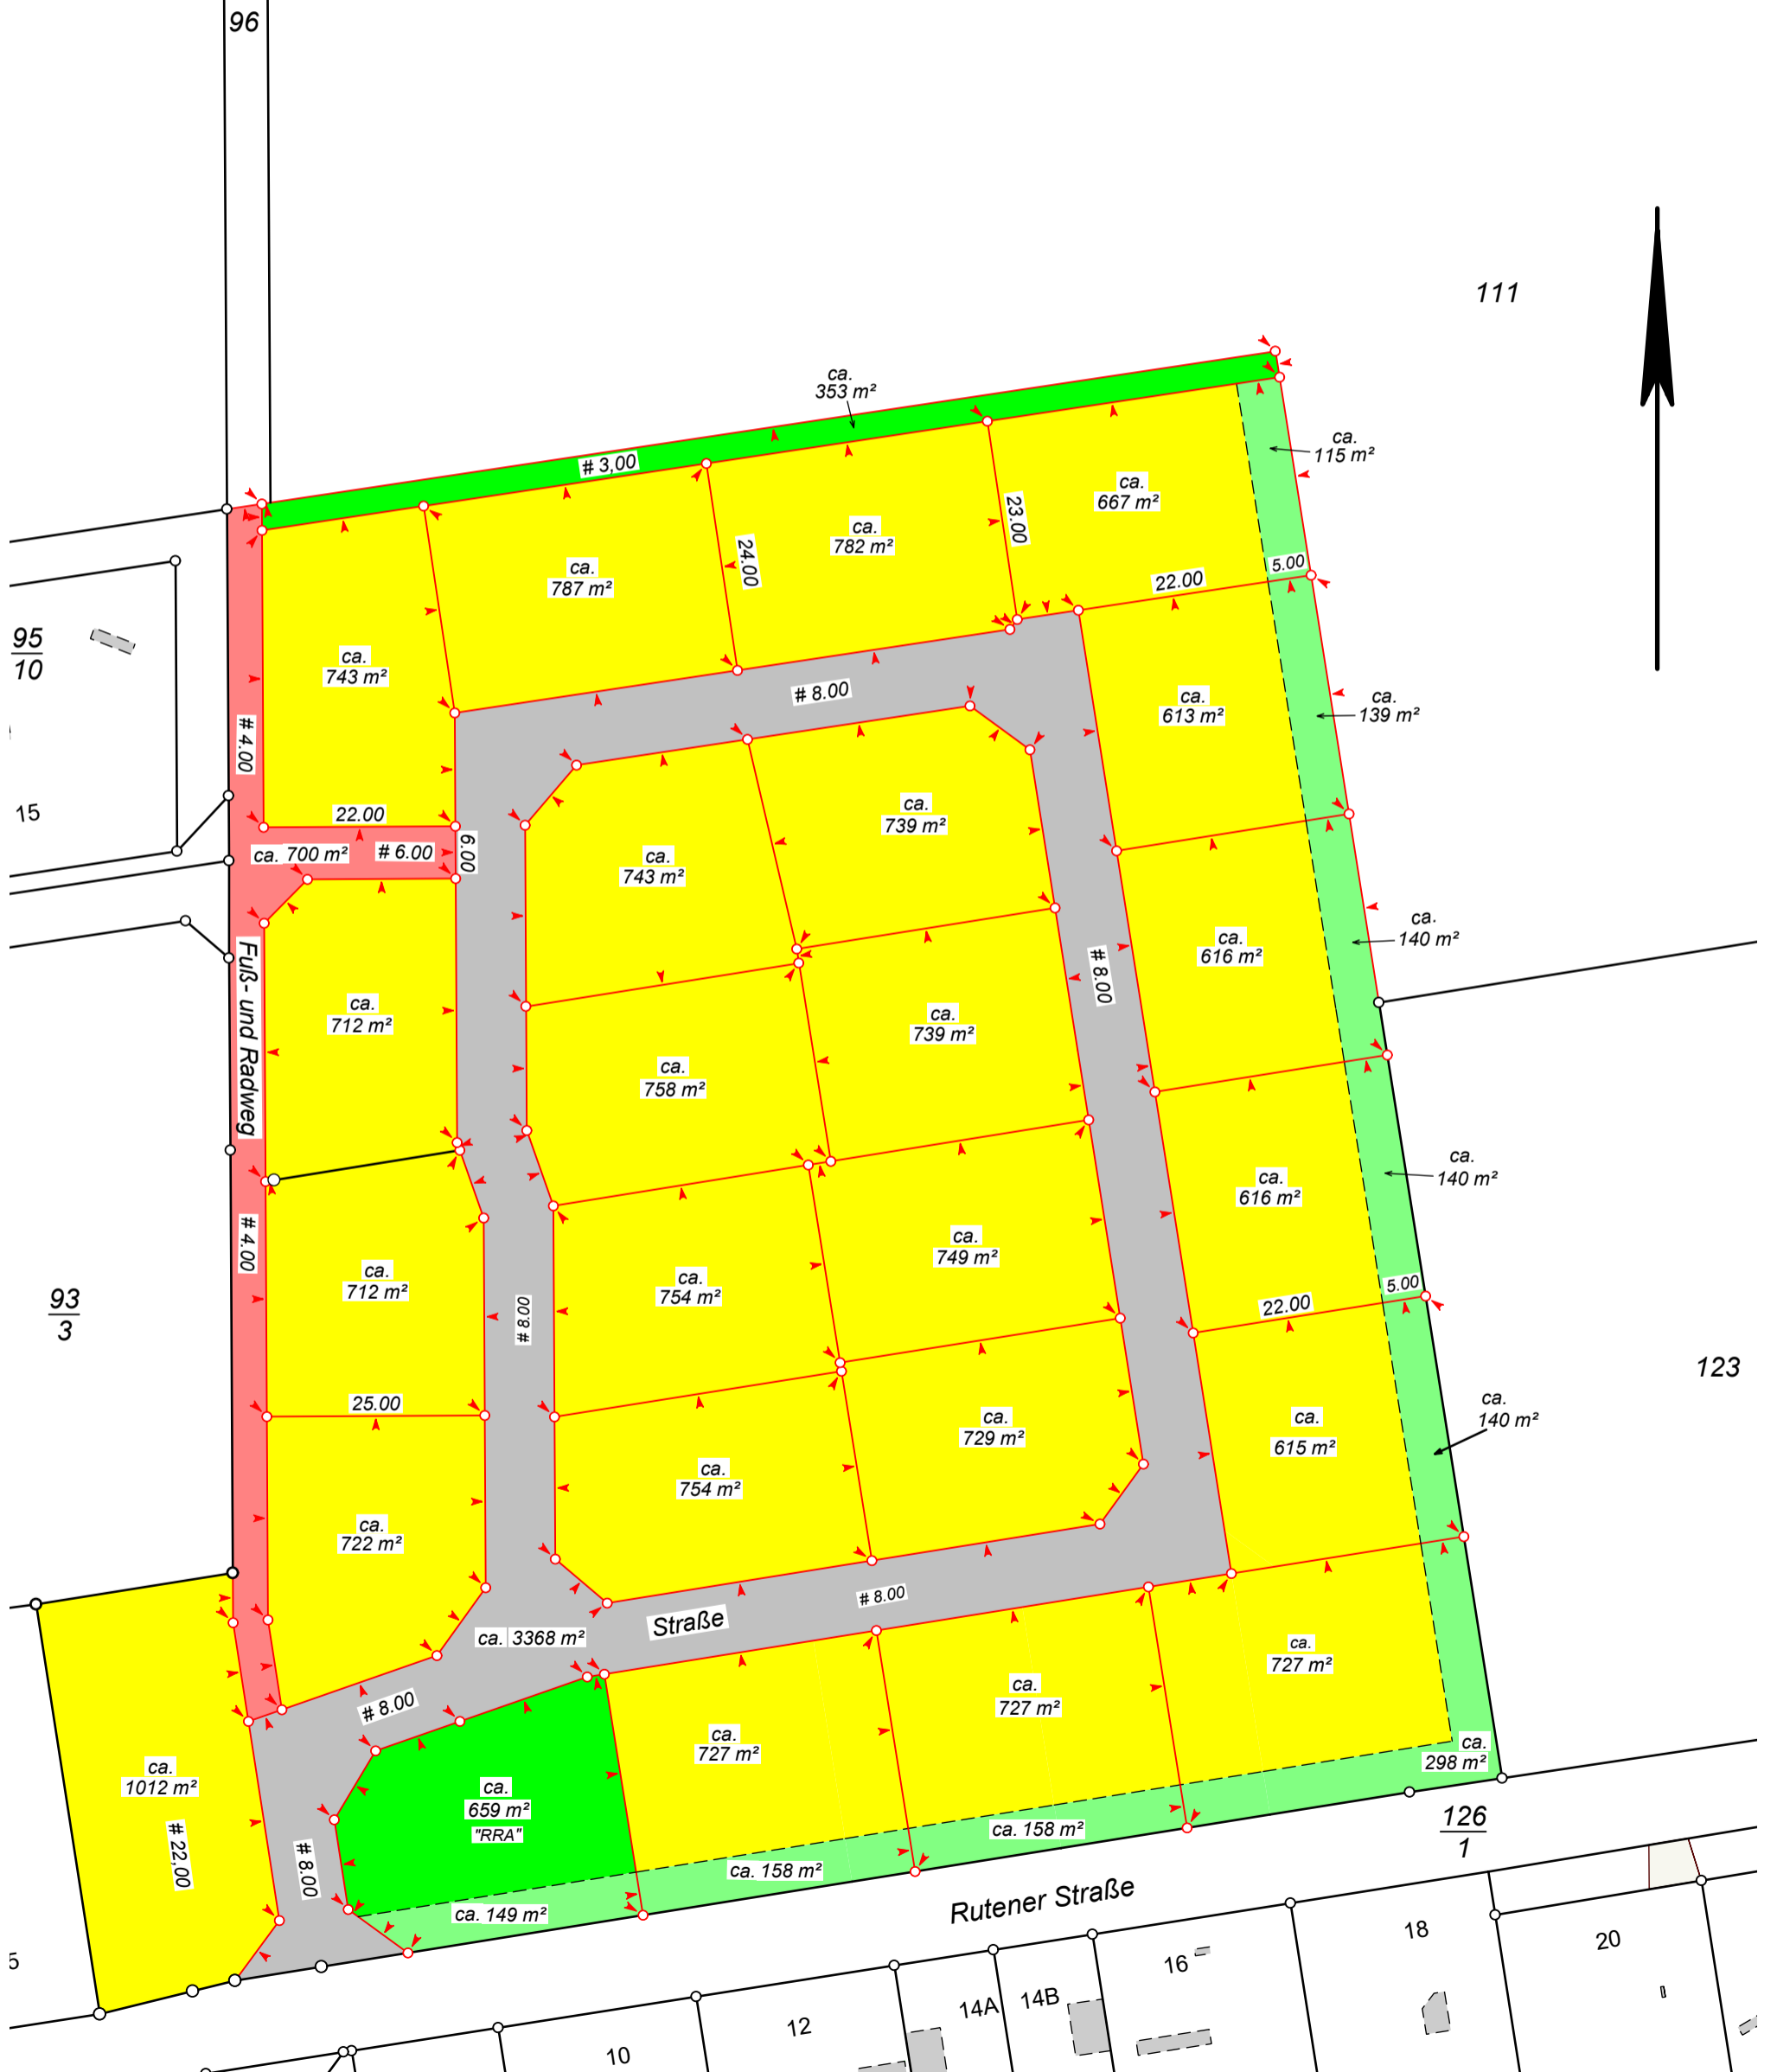 96
111
ca.
353 m²
# 3,00
ca.
115 m²
ca.
667 m²
23.00
ca.
782 m²
24.00
ca.
787 m²
5.00
22.00
95
10
ca.
743 m²
# 8.00
ca.
613 m²
ca.
139 m²
# 4.00
15
22.00
ca. 700 m²
# 6.00
6.00
ca.
743 m²
ca.
739 m²
ca.
616 m²
ca.
140 m²
# 8.00
Fuß- und Radweg
ca.
712 m²
ca.
739 m²
ca.
758 m²
ca.
140 m²
ca.
616 m²
# 4.00
ca.
712 m²
ca.
749 m²
ca.
754 m²
# 8.00
5.00
22.00
93
3
123
25.00
ca.
140 m²
ca.
729 m²
ca.
615 m²
ca.
754 m²
ca.
722 m²
# 8.00
Straße
ca. 3368 m²
ca.
727 m²
ca.
727 m²
ca.
727 m²
# 8.00
ca.
298 m²
ca.
1012 m²
# 22,00
ca.
659 m²
"RRA"
# 8.00
126
1
ca. 158 m²
ca. 158 m²
ca. 149 m²
Rutener Straße
5
18
20
16
14B
14A
12
10